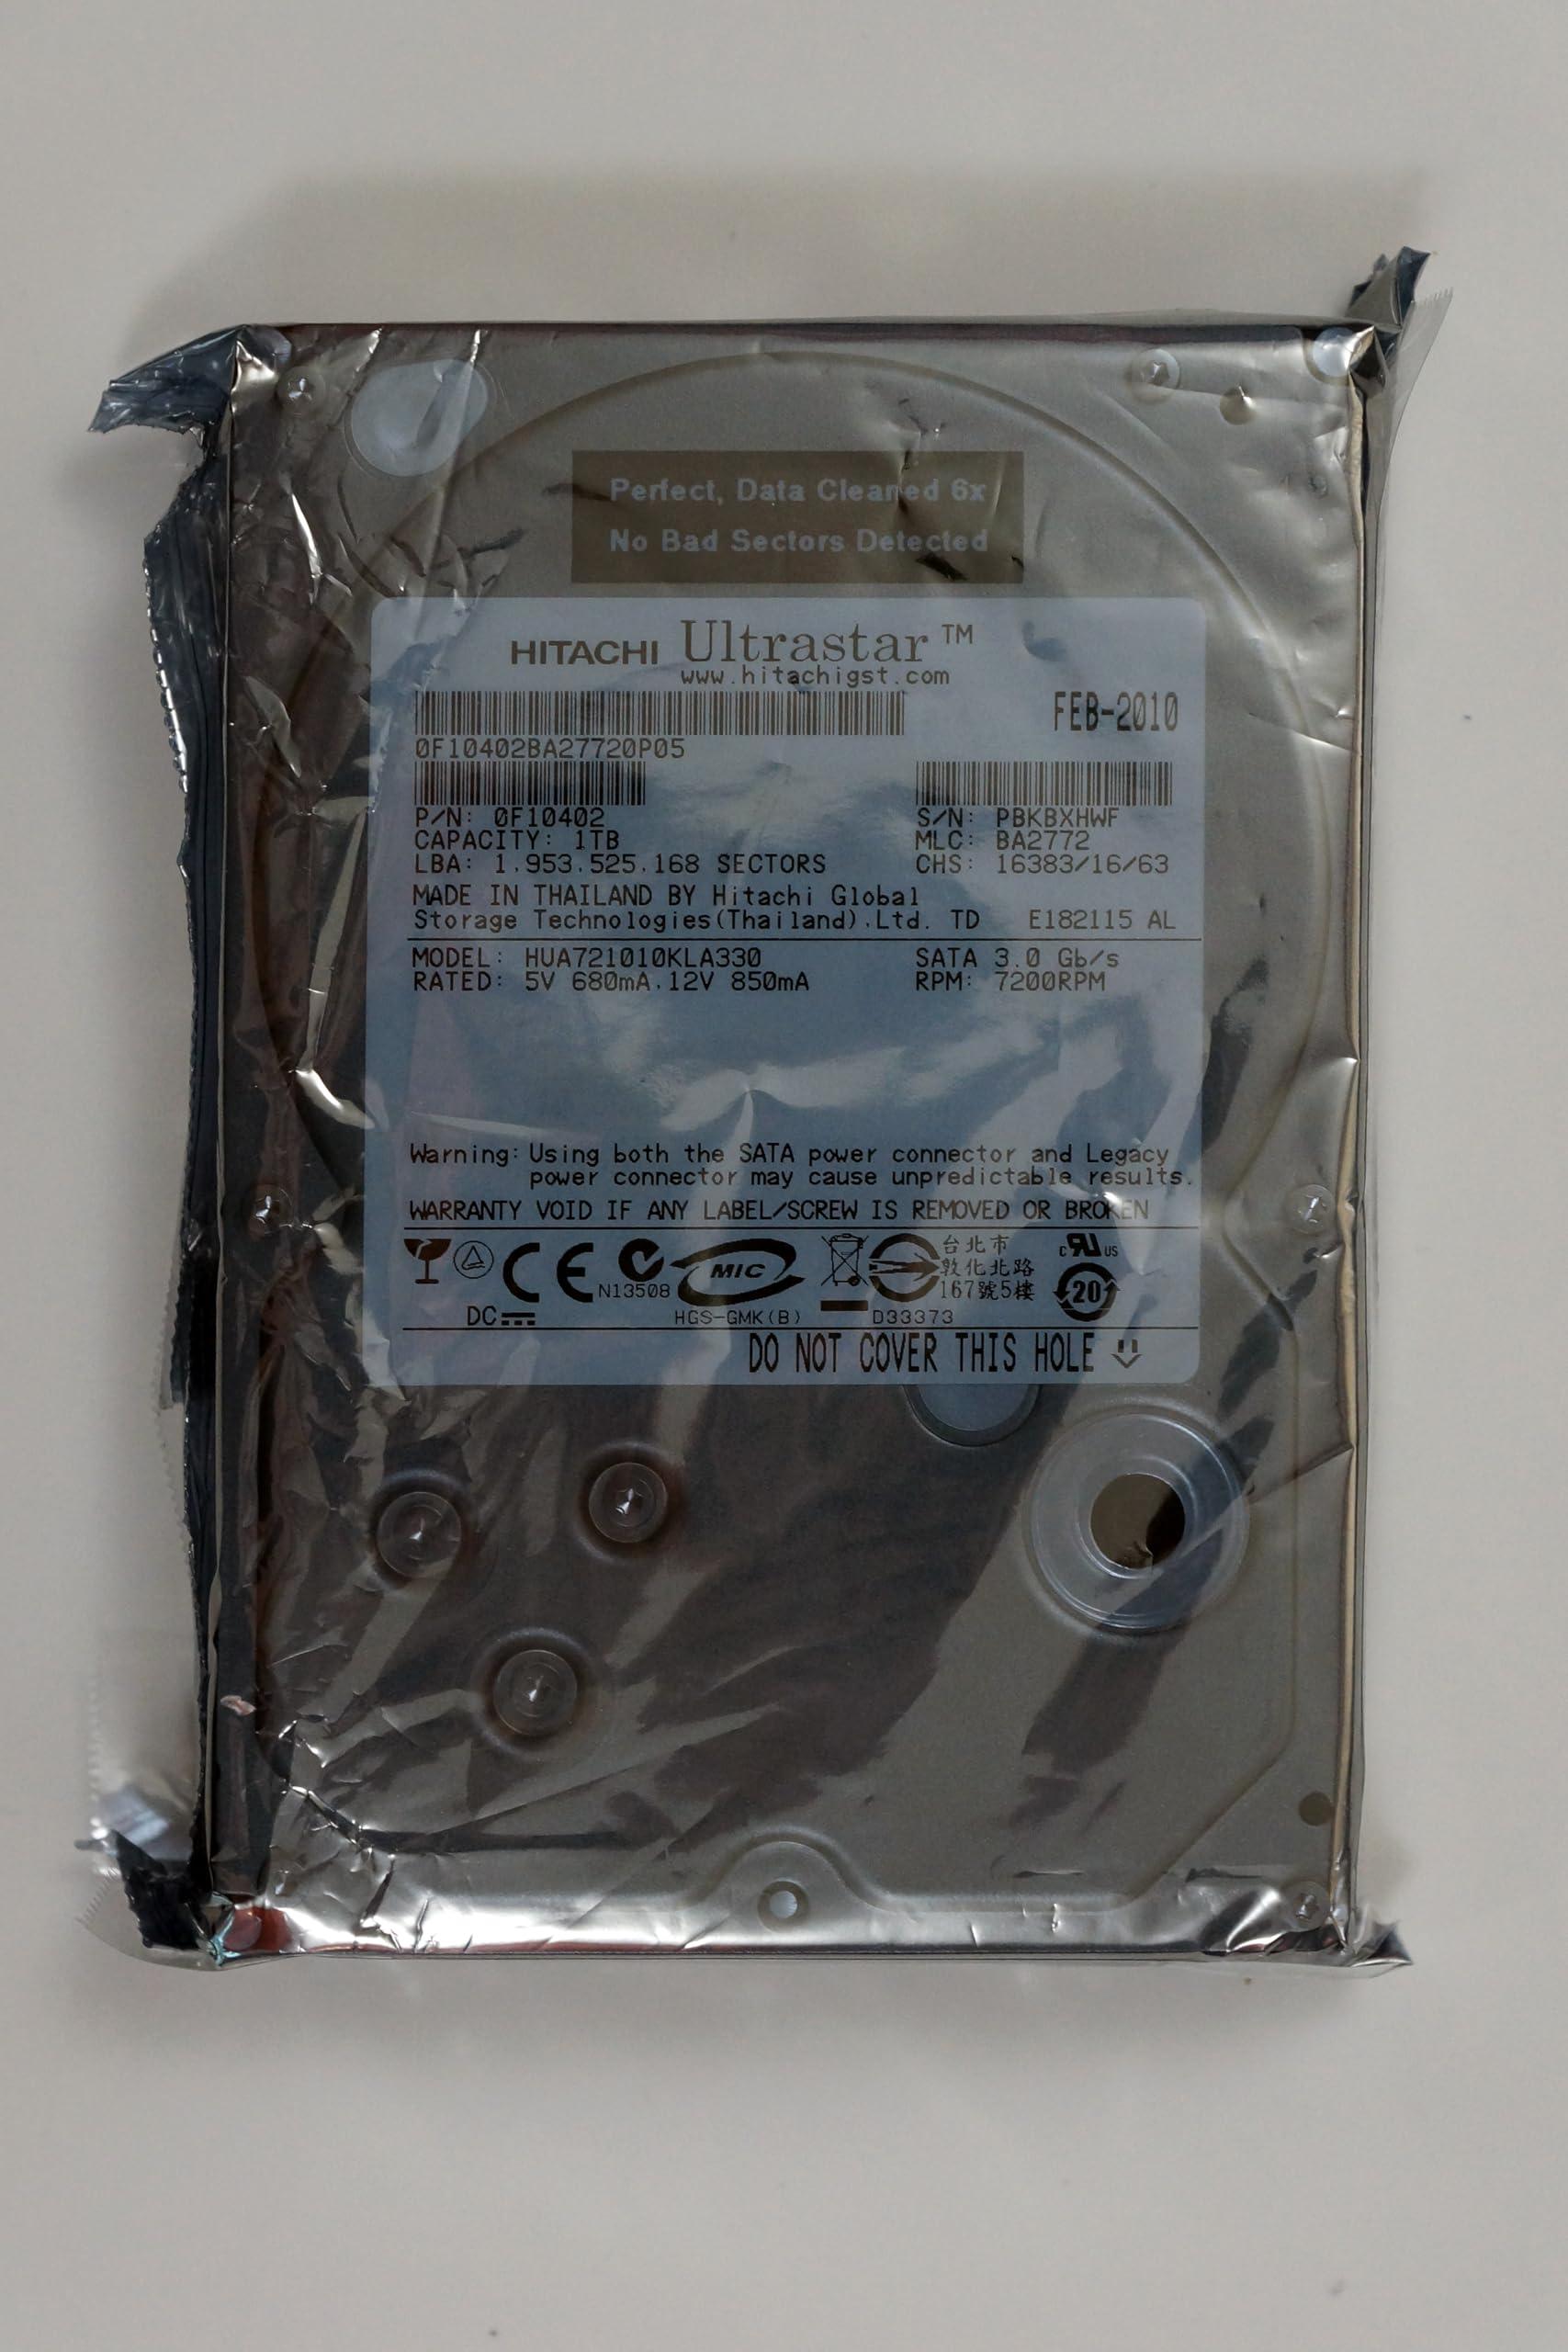 Perfect, Data Cleaned 6x
No Bad Sectors Detected
HITACHI Ultrastar™
www.hitachigst.com
FEB-2010
0F10402BA27720P05
P/N: 0F10402 S/N: PBKBXHWF
CAPACITY: 1TB MLC: BA2772
LBA: 1,953,525,168 SECTORS CHS: 16383/16/63
MADE IN THAILAND BY Hitachi Global
Storage Technologies(Thailand),Ltd. TD E182115 AL
MODEL: HUA721010KLA330 SATA 3.0 Gb/s
RATED: 5V 680mA,12V 850mA RPM: 7200RPM
Warning: Using both the SATA power connector and Legacy
power connector may cause unpredictable results.
WARRANTY VOID IF ANY LABEL/SCREW IS REMOVED OR BROKEN
CE MIC 台北市 c RU US
敦化北路
N13508 167號5樓 20
DC HGS-GMK(B) D33373
DO NOT COVER THIS HOLE